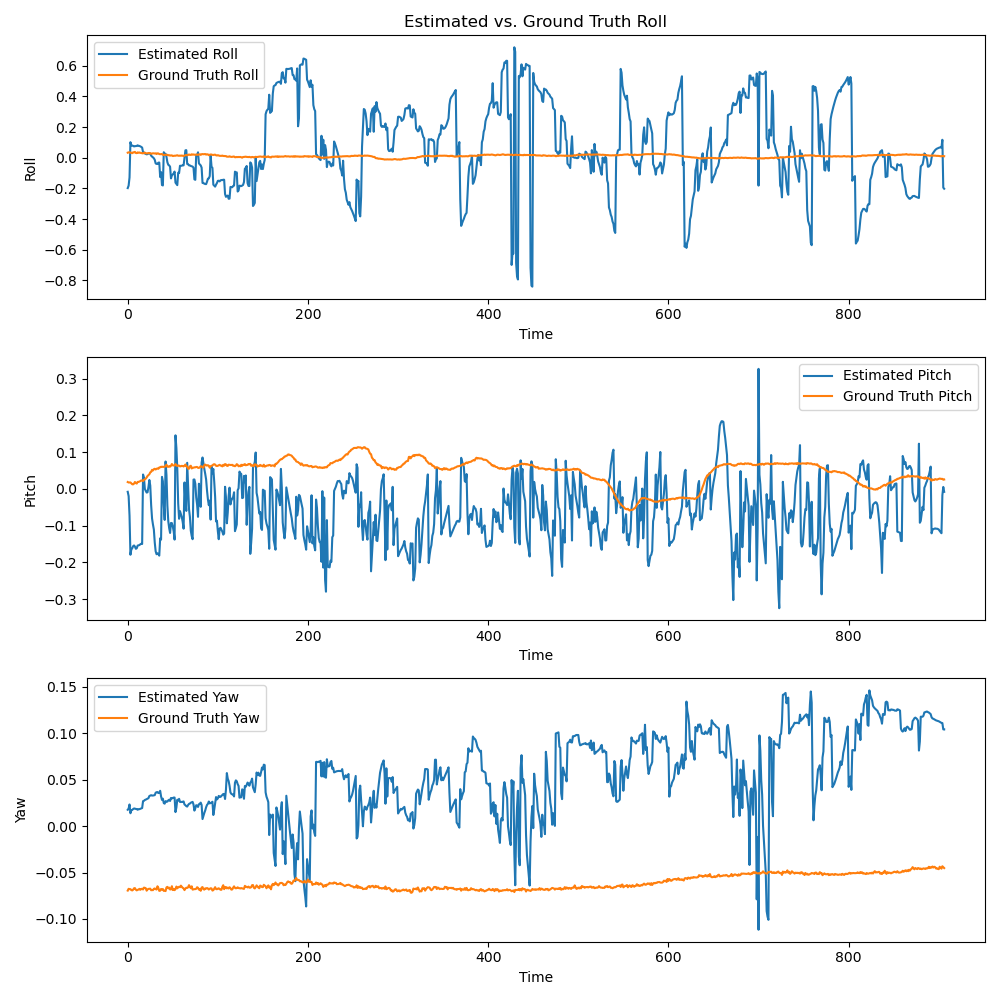 Estimated vs. Ground Truth Roll
Estimated Roll
Ground Truth Roll
0.6
0.4
0.2
0.0
−0.2
−0.4
−0.6
−0.8
Roll
0
200
400
600
800
Time
Estimated Pitch
Ground Truth Pitch
0.3
0.2
0.1
0.0
−0.1
−0.2
−0.3
Pitch
0
200
400
600
800
Time
Estimated Yaw
Ground Truth Yaw
0.15
0.10
0.05
0.00
−0.05
−0.10
Yaw
0
200
400
600
800
Time